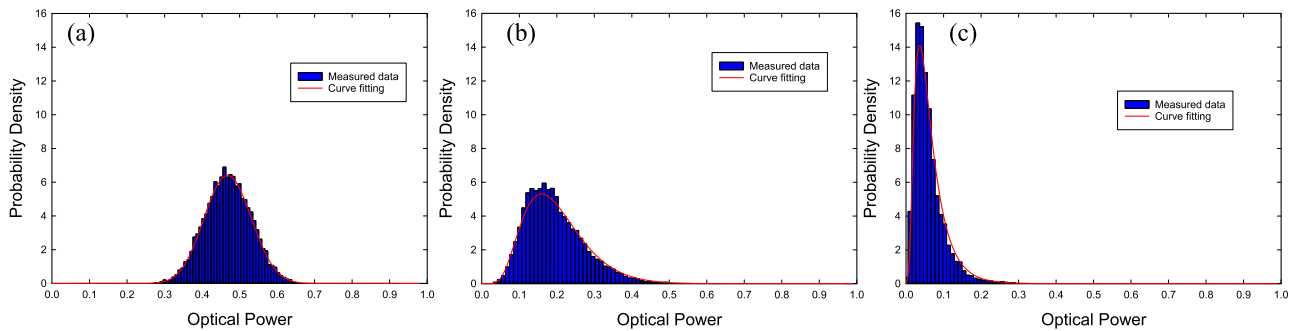 (a)
Measured data
Curve fitting
Probability Density
16
14
12
10
8
6
4
2
0
0.0 0.1 0.2 0.3 0.4 0.5 0.6 0.7 0.8 0.9 1.0
Optical Power
(b)
Measured data
Curve fitting
Probability Density
16
14
12
10
8
6
4
2
0
0.0 0.1 0.2 0.3 0.4 0.5 0.6 0.7 0.8 0.9 1.0
Optical Power
(c)
Measured data
Curve fitting
Probability Density
16
14
12
10
8
6
4
2
0
0.0 0.1 0.2 0.3 0.4 0.5 0.6 0.7 0.8 0.9 1.0
Optical Power